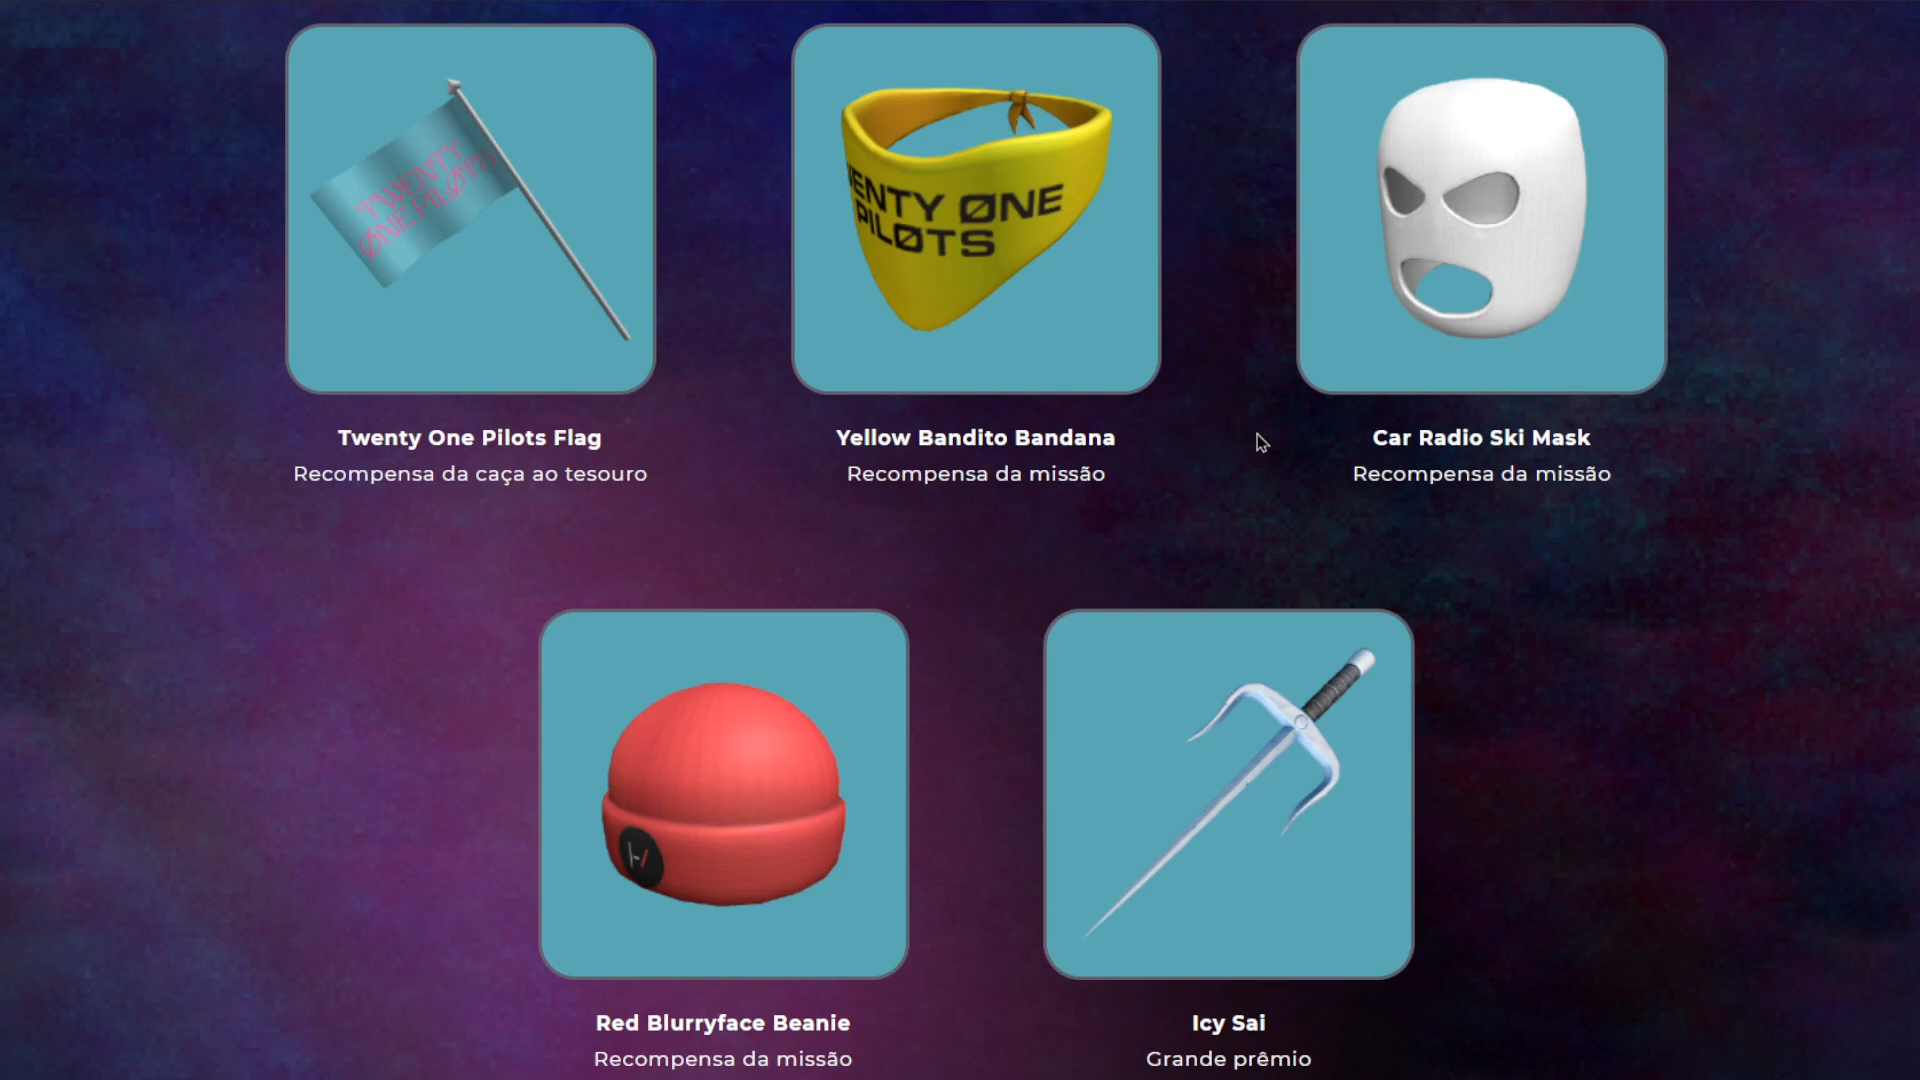 TWENTY
ØNE PILØTS
ENTY ØNE
PILØTS
Twenty One Pilots Flag
Yellow Bandito Bandana
Car Radio Ski Mask
Recompensa da caça ao tesouro
Recompensa da missão
Recompensa da missão
Red Blurryface Beanie
Icy Sai
Recompensa da missão
Grande prêmio